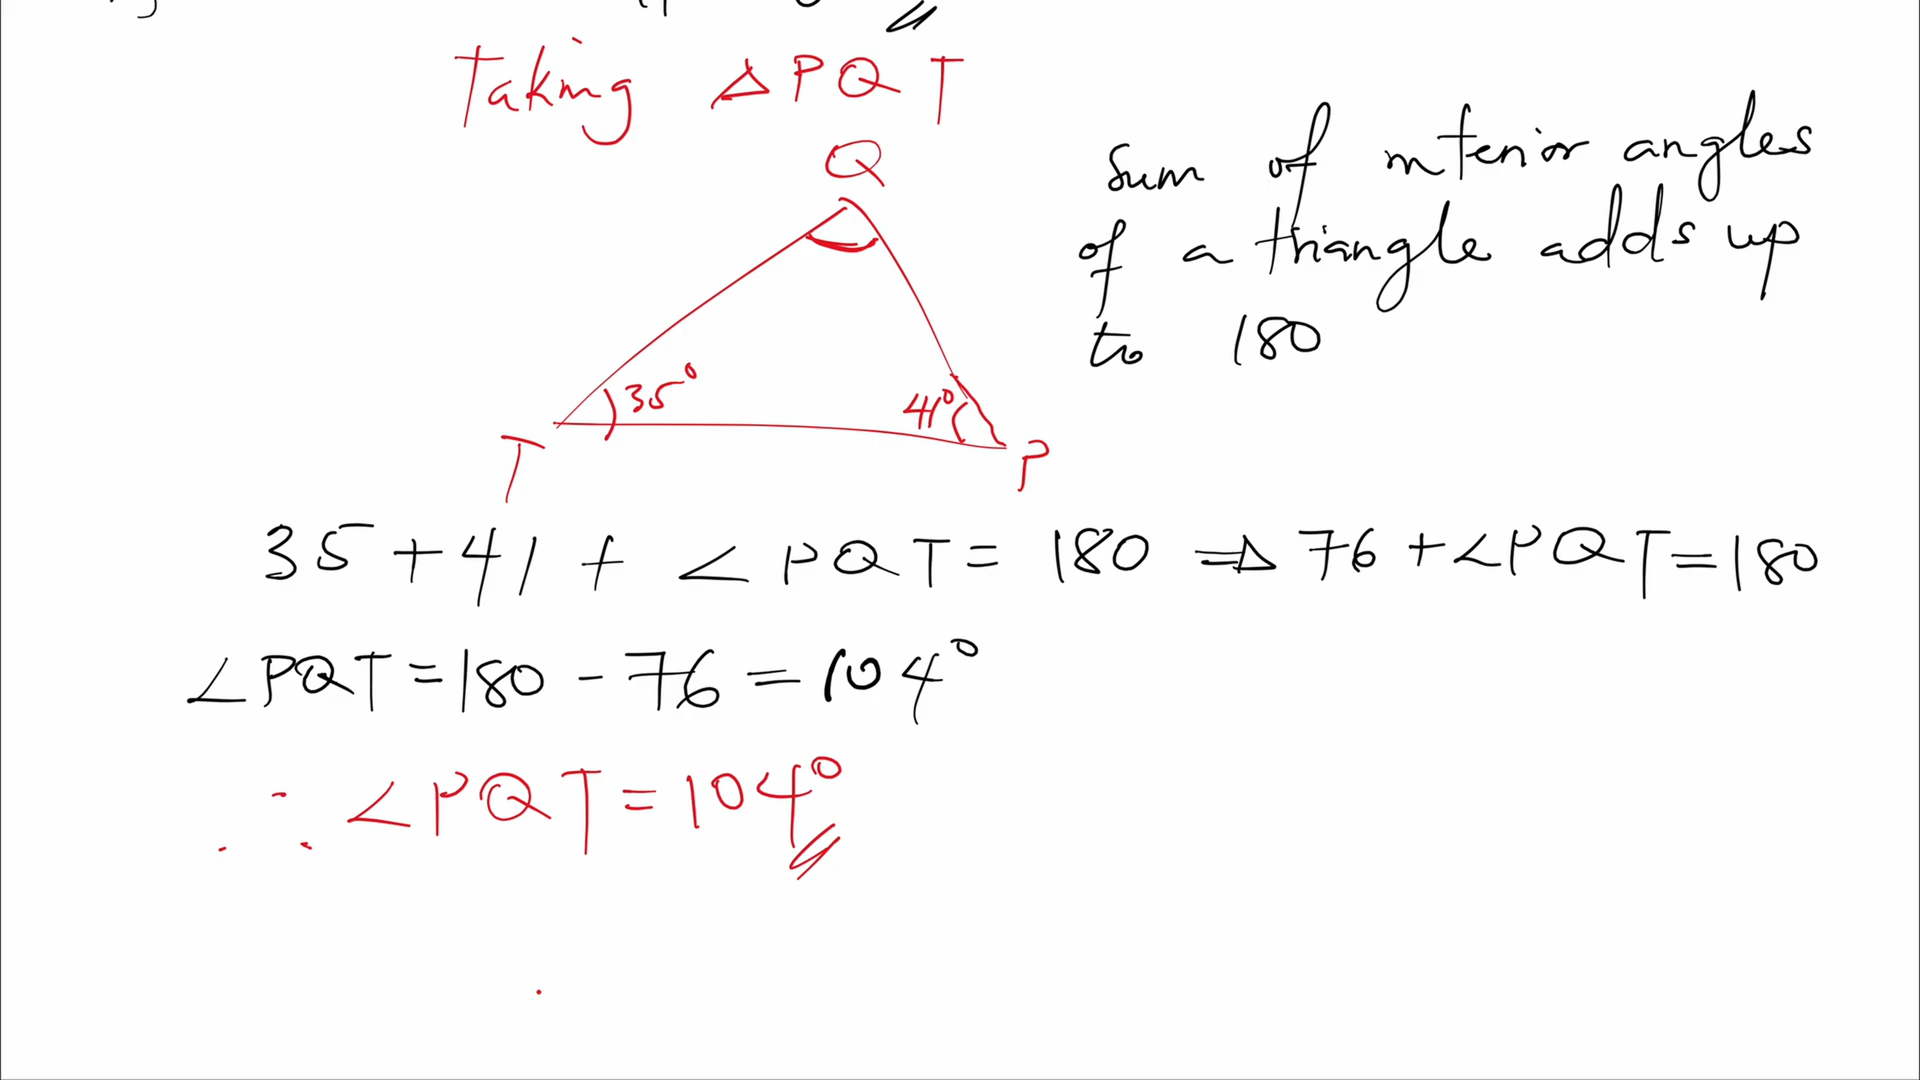 Taking △PQT
Q
sum of interior angles
of a triangle adds up
to 180
35°
41°
T
P
35 + 41 + ∠PQT = 180 ⇒ 76 + ∠PQT = 180
∠PQT = 180 - 76 = 104°
∴ ∠PQT = 104°